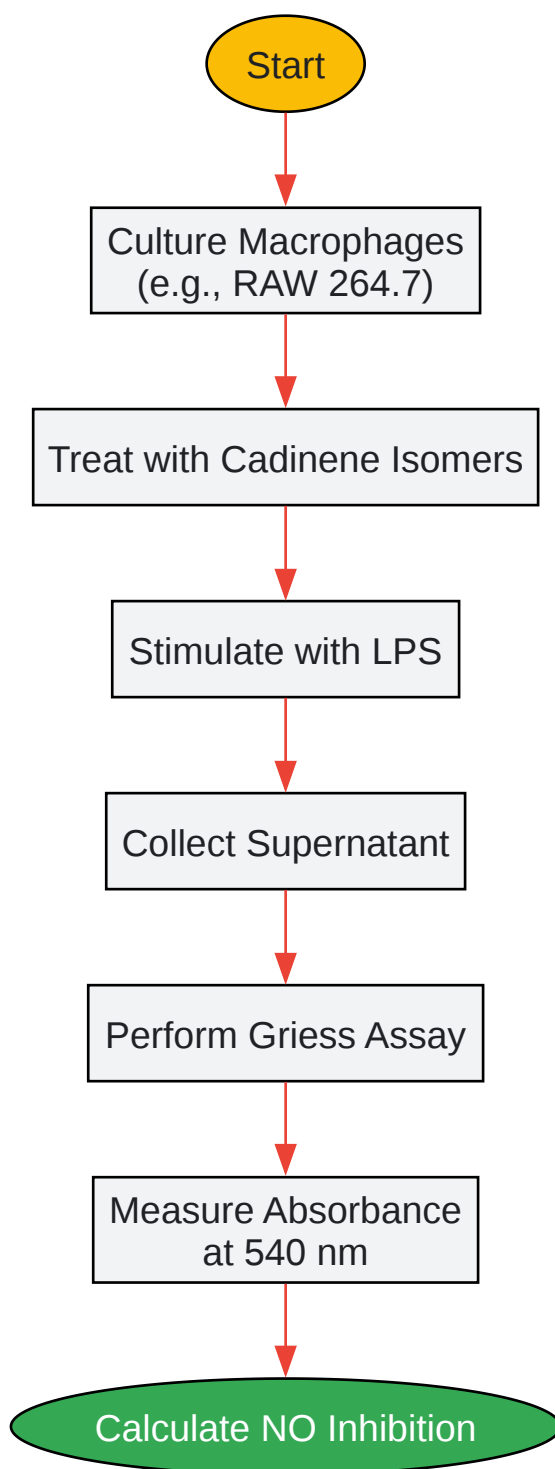 Start
Culture Macrophages
(e.g., RAW 264.7)
Treat with Cadinene Isomers
Stimulate with LPS
Collect Supernatant
Perform Griess Assay
Measure Absorbance
at 540 nm
Calculate NO Inhibition